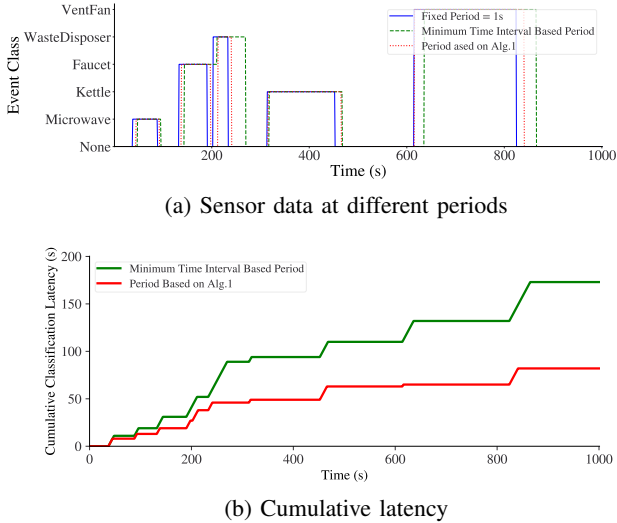 VentFan
WasteDisposer
Faucet
Kettle
Microwave
None
Event Class
Fixed Period = 1s
Minimum Time Interval Based Period
Period ased on Alg.1
200 400 600 800 1000
Time (s)
(a) Sensor data at different periods
200
150
100
50
0
Cumulative Classification Latency (s)
Minimum Time Interval Based Period
Period Based on Alg.1
0 200 400 600 800 1000
Time (s)
(b) Cumulative latency